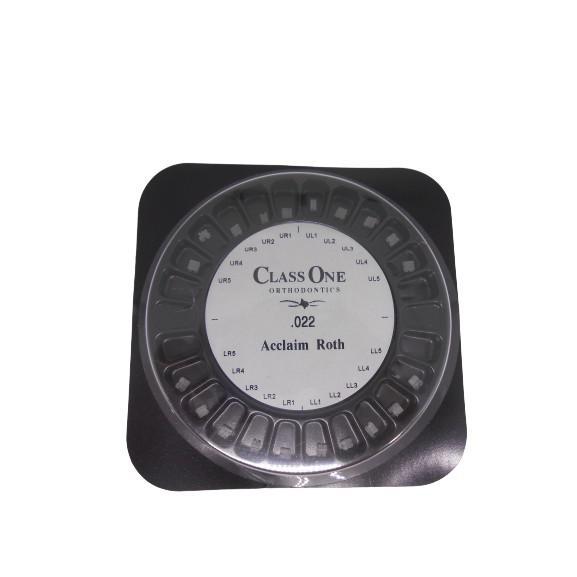 UR5 UR4 UR3 UR2 UR1 UL1 UL2 UL3 UL4 UL5
CLASS ONE
ORTHODONTICS
.022
Acclaim Roth
LR5 LR4 LR3 LR2 LR1 LL1 LL2 LL3 LL4 LL5